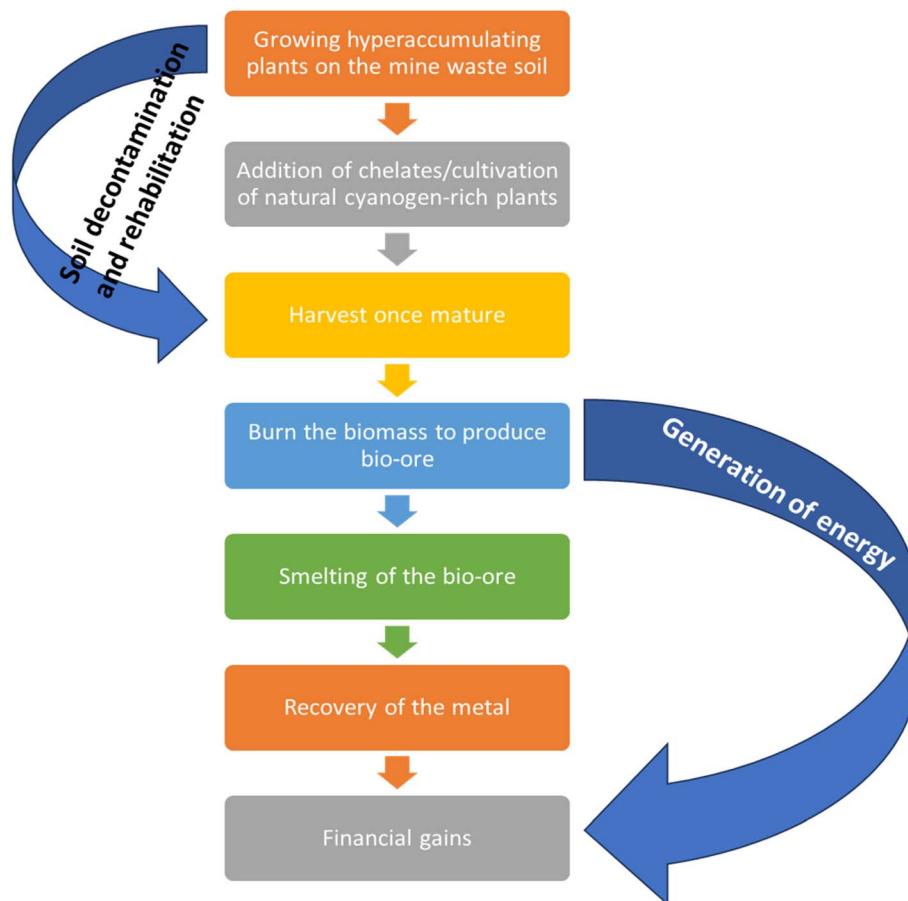 Growing hyperaccumulating
plants on the mine waste soil
Soil decontamination
and rehabilitation
Addition of chelates/cultivation
of natural cyanogen-rich plants
Harvest once mature
Burn the biomass to produce
bio-ore
Generation of energy
Smelting of the bio-ore
Recovery of the metal
Financial gains